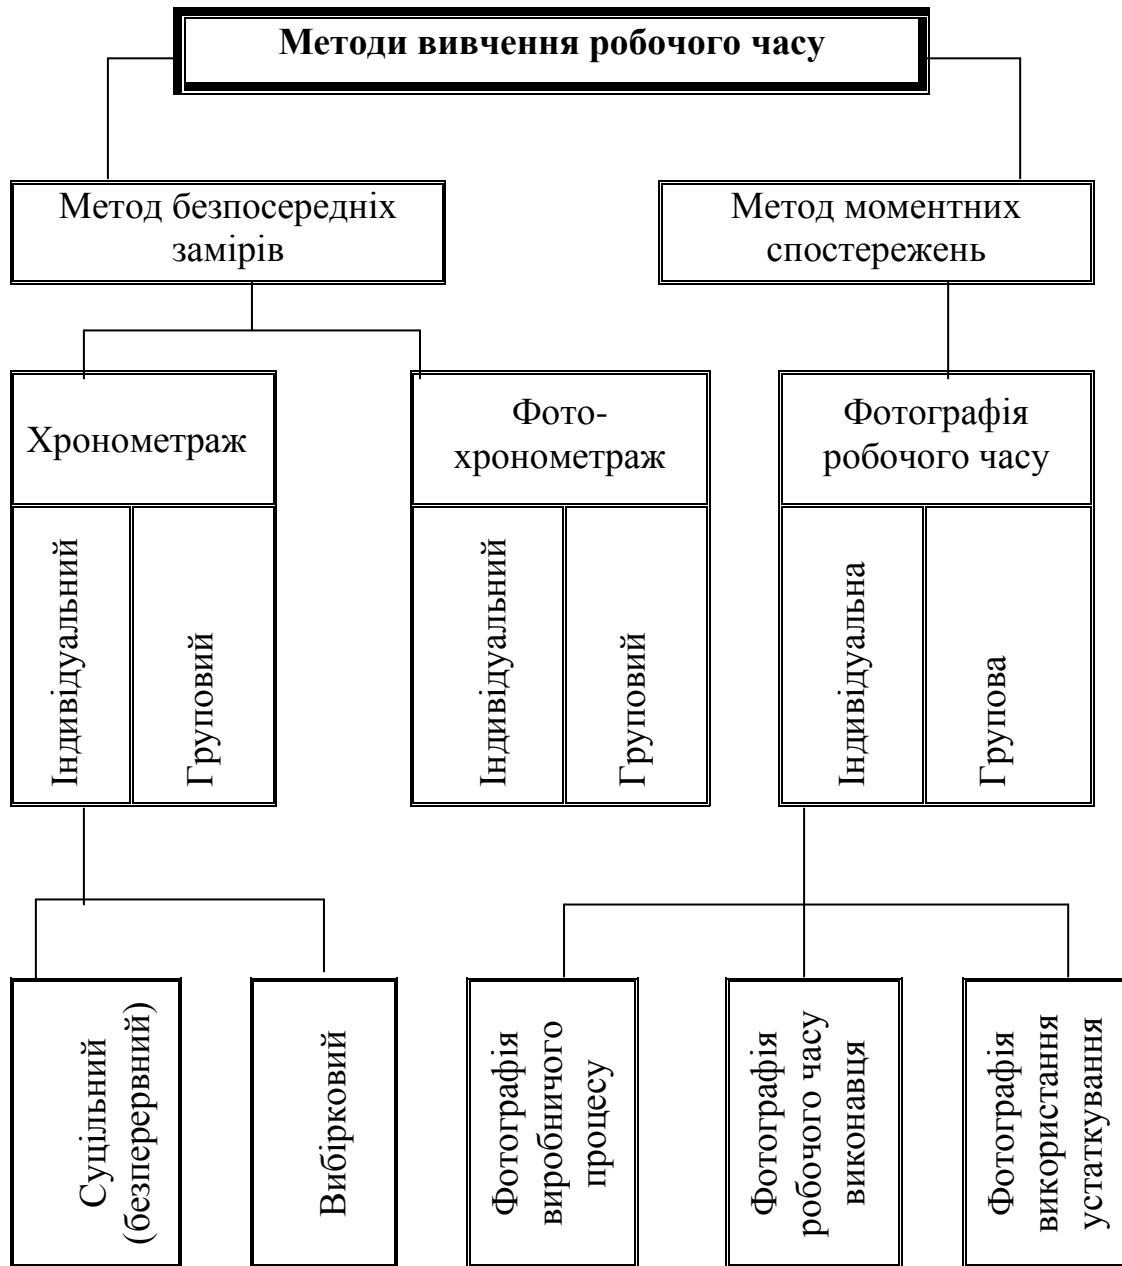 Методи вивчення робочого часу
Метод безпосередніх
замірів
Метод моментних
спостережень
Хронометраж
Фото-
хронометраж
Фотографія
робочого часу
Індивідуальний
Груповий
Індивідуальний
Груповий
Індивідуальна
Групова
Суцільний
(безперервний)
Вибірковий
Фотографія
виробничого
процесу
Фотографія
робочого часу
виконавця
Фотографія
використання
устаткування